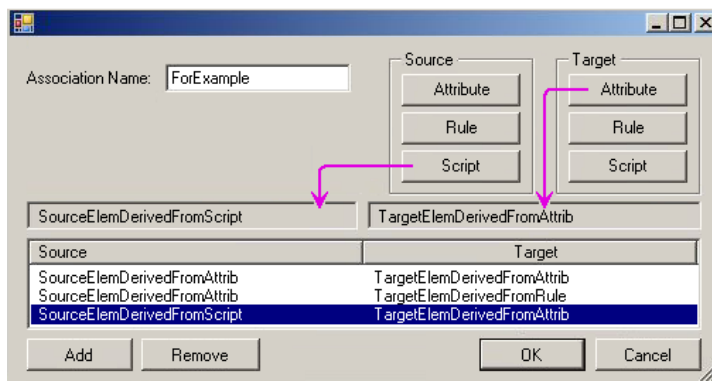 Source Target
Association Name: ForExample Attribute Attribute
Rule Rule
Script Script
SourceElemDerivedFromScript TargetElemDerivedFromAttrib
Source Target
SourceElemDerivedFromAttrib TargetElemDerivedFromAttrib
SourceElemDerivedFromAttrib TargetElemDerivedFromRule
SourceElemDerivedFromScript TargetElemDerivedFromAttrib
Add Remove OK Cancel